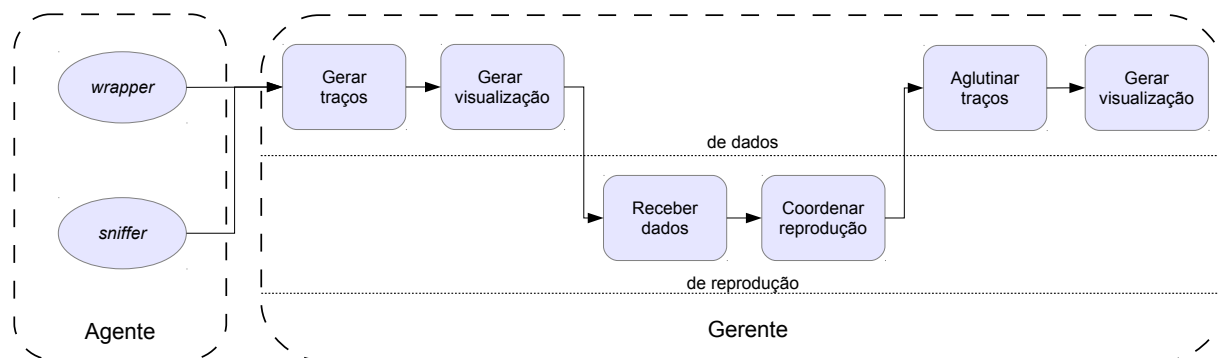 wrapper
sniffer
Agente
Gerar
traços
Gerar
visualização
de dados
Receber
dados
Coordenar
reprodução
de reprodução
Aglutinar
traços
Gerar
visualização
Gerente